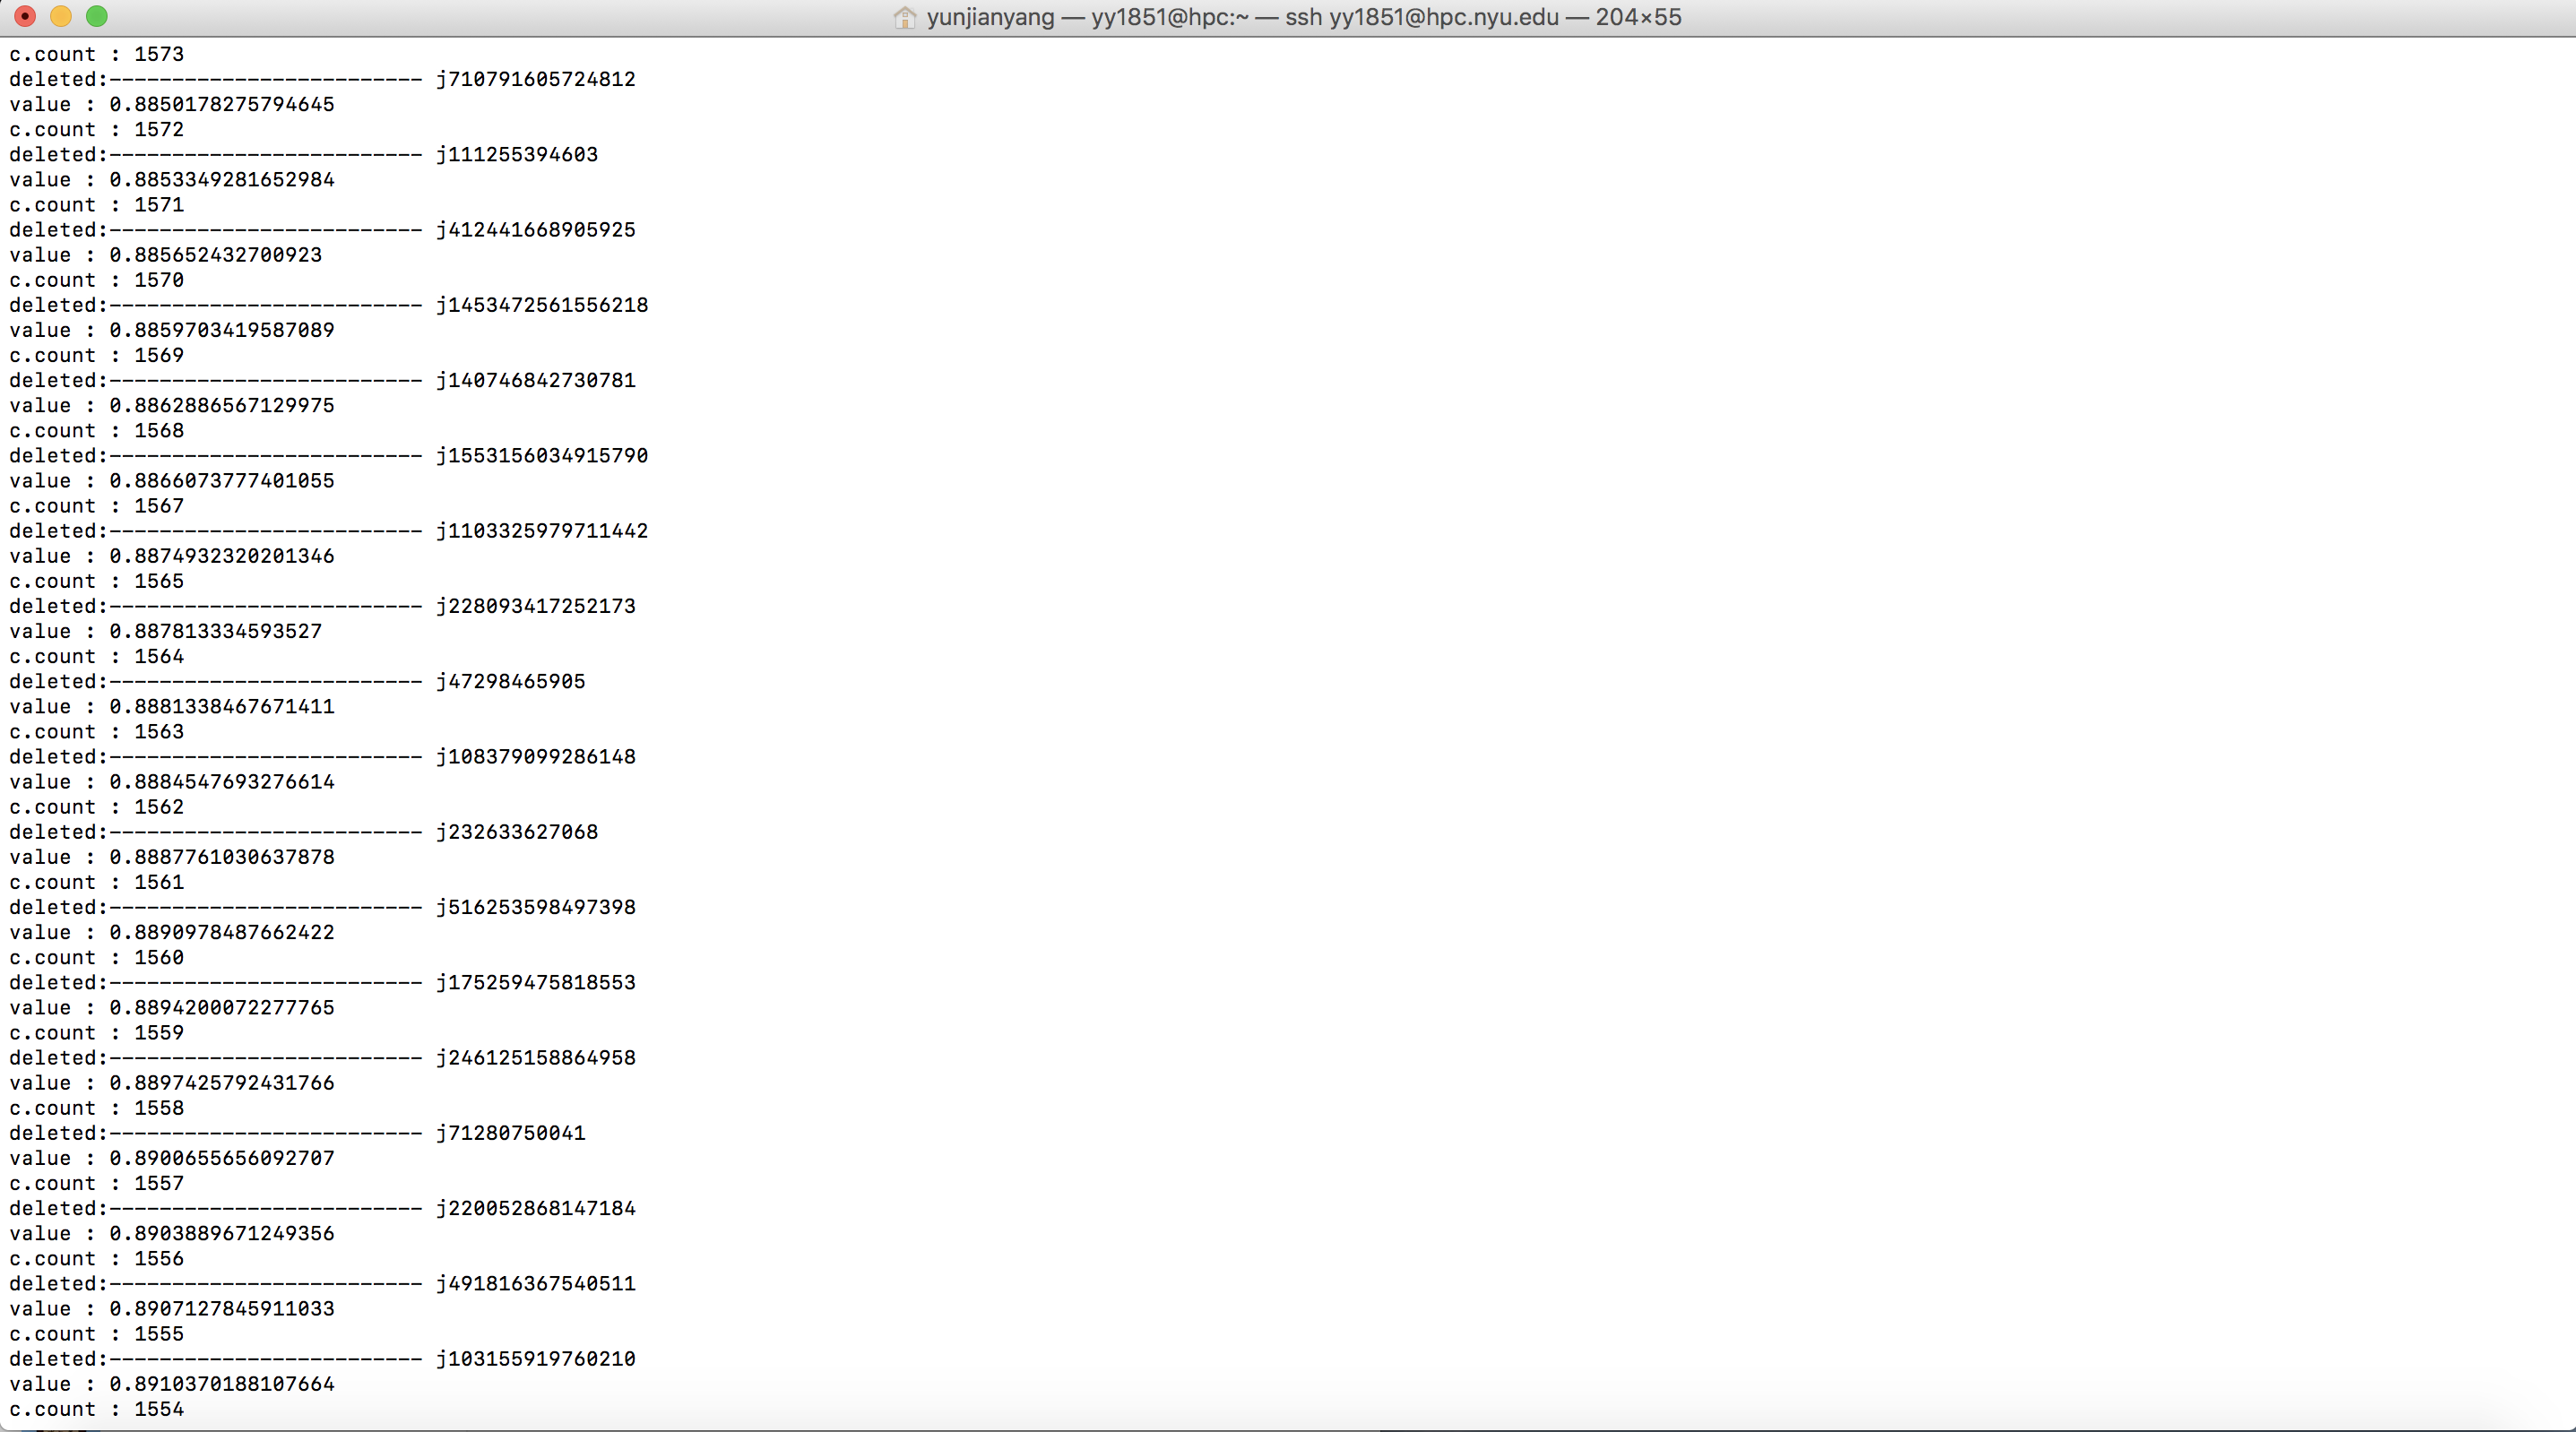 yunjianyang — yy1851@hpc:~ — ssh yy1851@hpc.nyu.edu — 204×55
c.count : 1573
deleted:------------------------- j710791605724812
value : 0.8850178275794645
c.count : 1572
deleted:------------------------- j111255394603
value : 0.8853349281652984
c.count : 1571
deleted:------------------------- j412441668905925
value : 0.885652432700923
c.count : 1570
deleted:------------------------- j1453472561556218
value : 0.8859703419587089
c.count : 1569
deleted:------------------------- j140746842730781
value : 0.8862886567129975
c.count : 1568
deleted:------------------------- j1553156034915790
value : 0.8866073777401055
c.count : 1567
deleted:------------------------- j1103325979711442
value : 0.8874932320201346
c.count : 1565
deleted:------------------------- j228093417252173
value : 0.887813334593527
c.count : 1564
deleted:------------------------- j47298465905
value : 0.8881338467671411
c.count : 1563
deleted:------------------------- j108379099286148
value : 0.8884547693276614
c.count : 1562
deleted:------------------------- j232633627068
value : 0.8887761030637878
c.count : 1561
deleted:------------------------- j516253598497398
value : 0.8890978487662422
c.count : 1560
deleted:------------------------- j175259475818553
value : 0.8894200072277765
c.count : 1559
deleted:------------------------- j246125158864958
value : 0.8897425792431766
c.count : 1558
deleted:------------------------- j71280750041
value : 0.8900655656092707
c.count : 1557
deleted:------------------------- j220052868147184
value : 0.8903889671249356
c.count : 1556
deleted:------------------------- j491816367540511
value : 0.8907127845911033
c.count : 1555
deleted:------------------------- j103155919760210
value : 0.8910370188107664
c.count : 1554